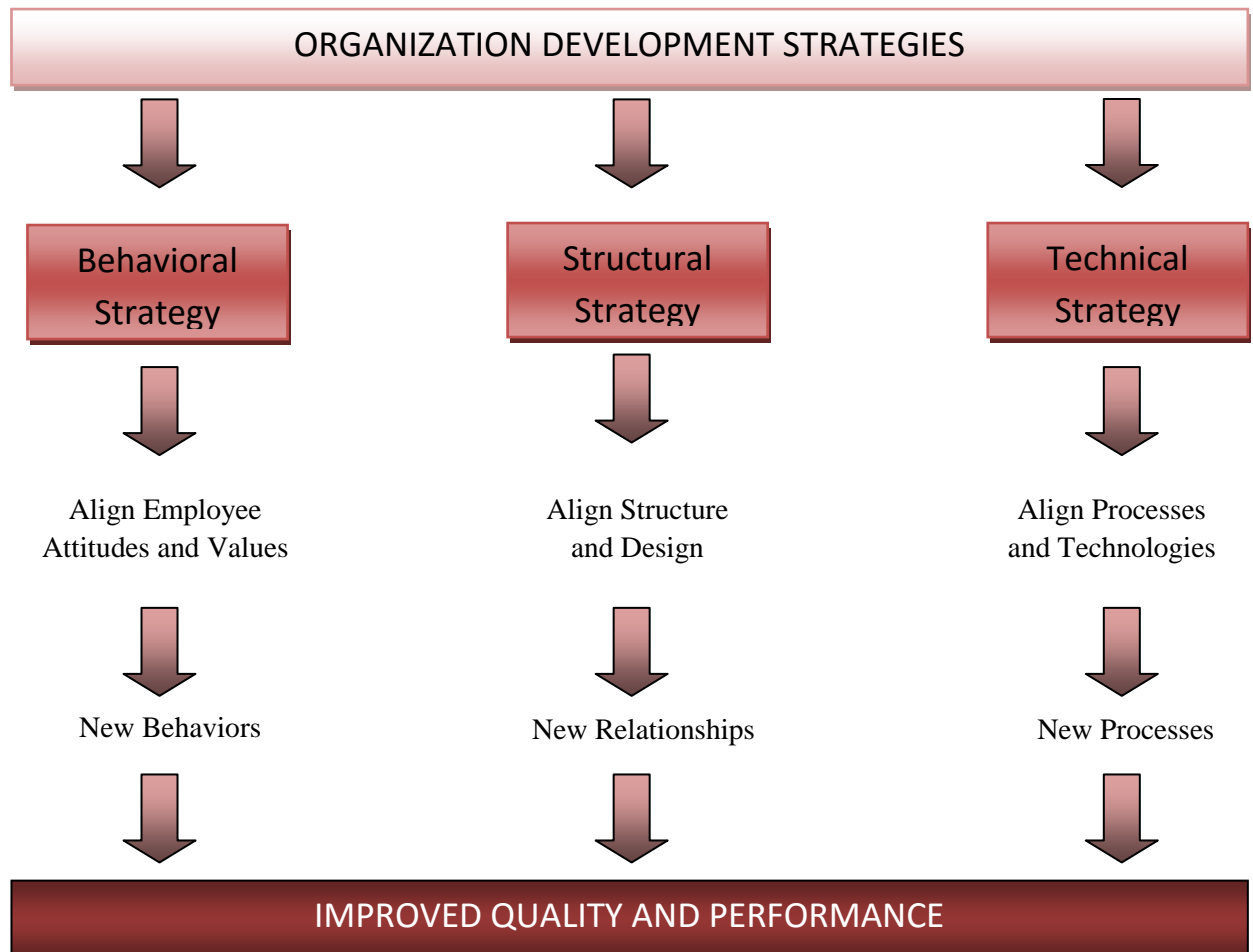 ORGANIZATION DEVELOPMENT STRATEGIES
Behavioral
Strategy
Structural
Strategy
Technical
Strategy
Align Employee
Attitudes and Values
Align Structure
and Design
Align Processes
and Technologies
New Behaviors
New Relationships
New Processes
IMPROVED QUALITY AND PERFORMANCE